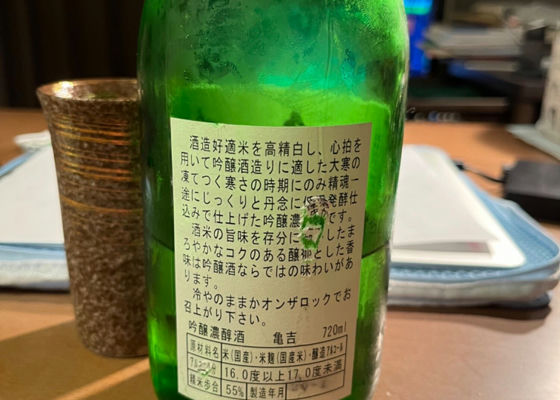 酒造好適米を高精白し、心拍を
用いて吟醸酒造りに適した大寒の
凍てつく寒さの時期にのみ精魂一
途にじっくりと丹念に低温発酵仕
込みで仕上げた吟醸濃 です。
酒米の旨味を存分に したま
ろやかなコクのある醸 とした香
味は吟醸酒ならではの味わいがあ
ります。
冷やのままかオンザロックでお
召上がり下さい。
吟醸濃醇酒 亀吉 720ml
原材料名 米(国産)・米麹(国産米)・醸造アルコール
アルコール分 16.0度以上17.0度未満
精米歩合 55% 製造年月